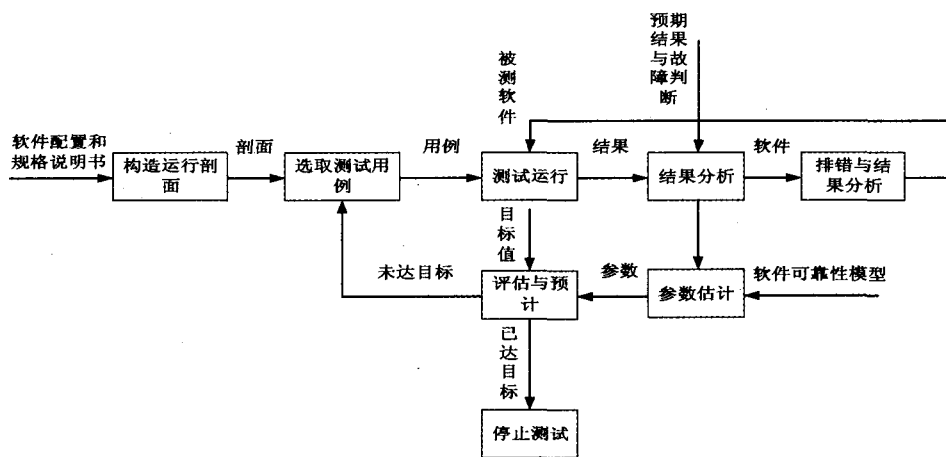 预期
结果
与故
障判
断
被
测
软
件
软件配置和
规格说明书
剖面
用例
结果
软件
构造运行剖
面
选取测试用
例
测试运行
结果分析
排错与结
果分析
目
标
值
未达目标
参数
软件可靠性模型
评估与预
计
参数估计
已
达
目
标
停止测试